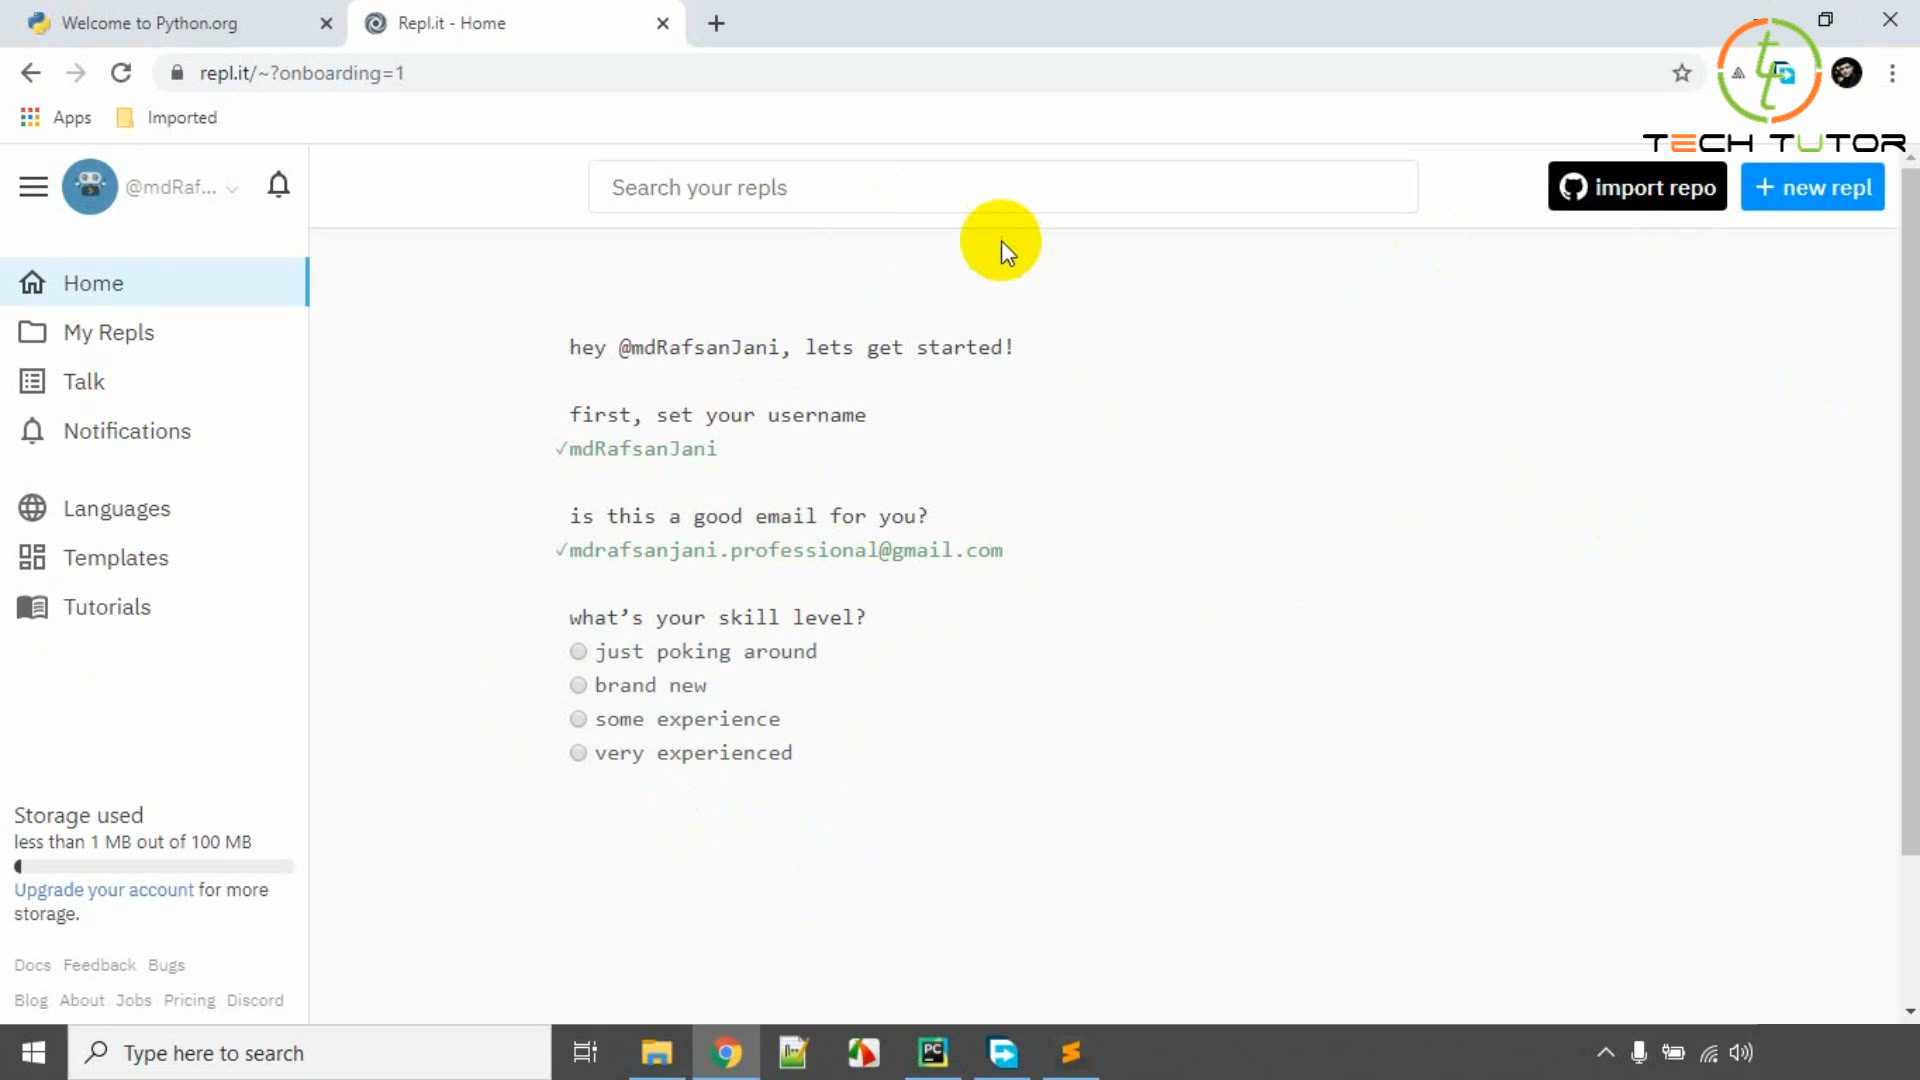 Welcome to Python.org
Repl.it - Home
repl.it/~?onboarding=1
Apps
Imported
TECH TUTOR
@mdRaf...
Search your repls
import repo
+ new repl
Home
My Repls
Talk
Notifications
Languages
Templates
Tutorials
hey @mdRafsanJani, lets get started!
first, set your username
✓mdRafsanJani
is this a good email for you?
✓mdrafsanjani.professional@gmail.com
what’s your skill level?
just poking around
brand new
some experience
very experienced
Storage used
less than 1 MB out of 100 MB
Upgrade your account for more
storage.
Docs Feedback Bugs
Blog About Jobs Pricing Discord
Type here to search
PC